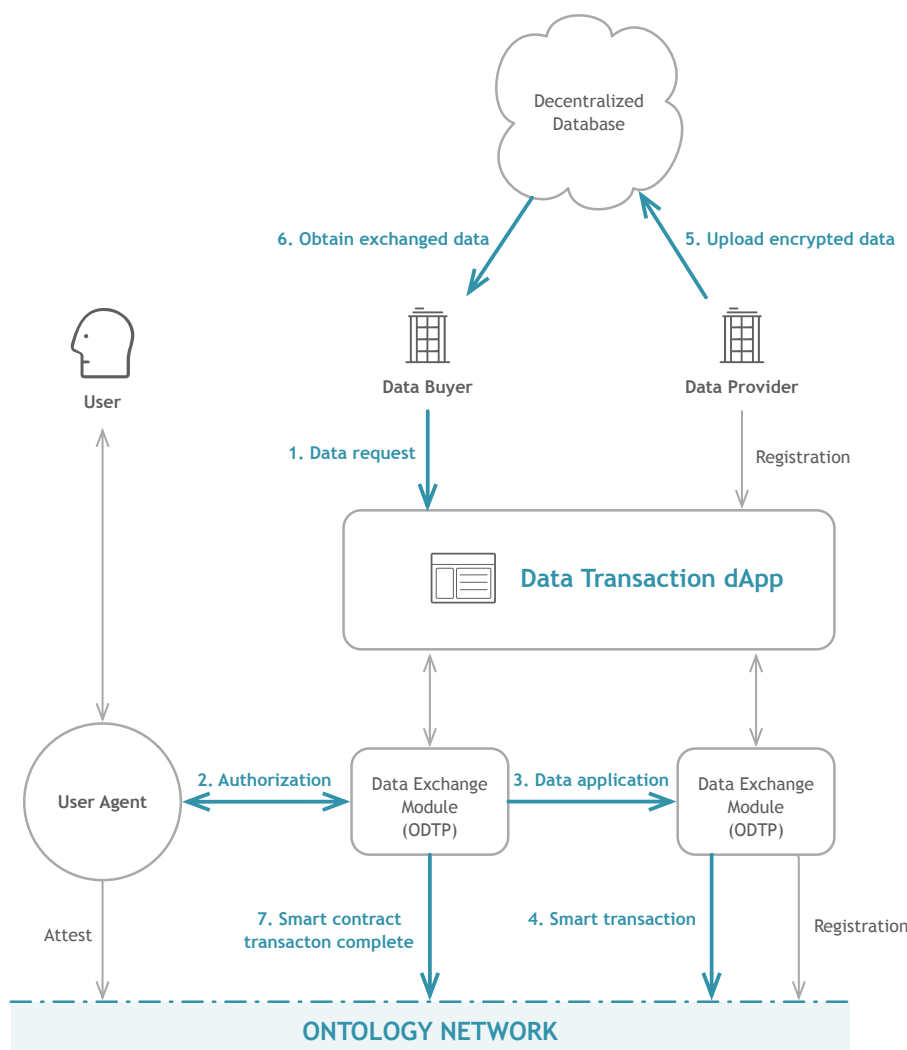 Decentralized
Database
6. Obtain exchanged data
5. Upload encrypted data
User
Data Buyer
Data Provider
1. Data request
Registration
Data Transaction dApp
User Agent
2. Authorization
Data Exchange
Module
(ODTP)
3. Data application
Data Exchange
Module
(ODTP)
Attest
7. Smart contract
transacton complete
4. Smart transaction
Registration
ONTOLOGY NETWORK